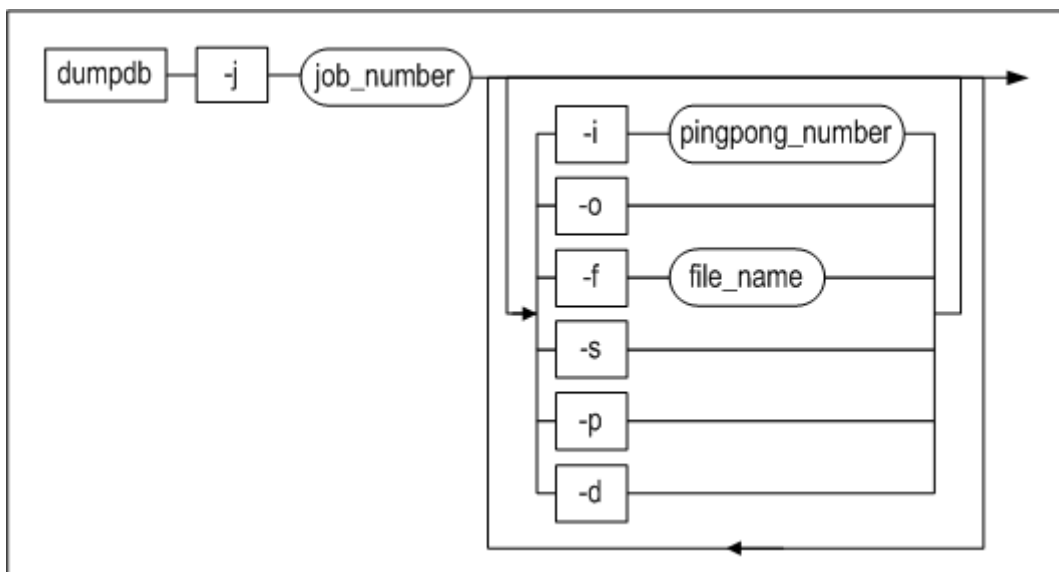 dumpdb -j job_number
-i pingpong_number
-o
-f file_name
-s
-p
-d